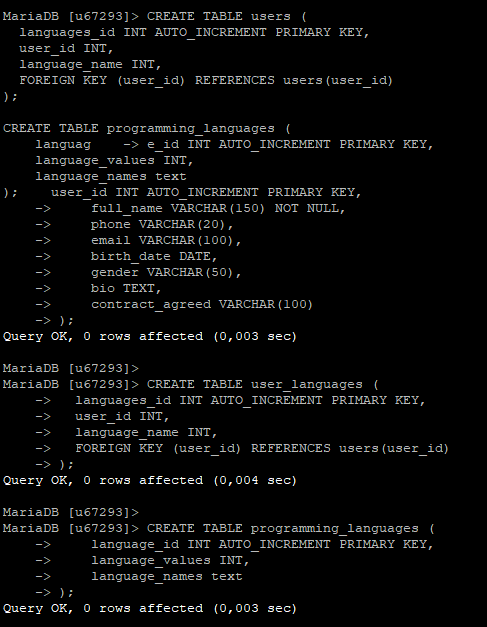 MariaDB [u67293]> CREATE TABLE users (
  languages_id INT AUTO_INCREMENT PRIMARY KEY,
  user_id INT,
  language_name INT,
  FOREIGN KEY (user_id) REFERENCES users(user_id)
);

CREATE TABLE programming_languages (
    languag    -> e_id INT AUTO_INCREMENT PRIMARY KEY,
    language_values INT,
    language_names text
);    user_id INT AUTO_INCREMENT PRIMARY KEY,
    ->     full_name VARCHAR(150) NOT NULL,
    ->     phone VARCHAR(20),
    ->     email VARCHAR(100),
    ->     birth_date DATE,
    ->     gender VARCHAR(50),
    ->     bio TEXT,
    ->     contract_agreed VARCHAR(100)
    -> );
Query OK, 0 rows affected (0,003 sec)

MariaDB [u67293]>
MariaDB [u67293]> CREATE TABLE user_languages (
    ->   languages_id INT AUTO_INCREMENT PRIMARY KEY,
    ->   user_id INT,
    ->   language_name INT,
    ->   FOREIGN KEY (user_id) REFERENCES users(user_id)
    -> );
Query OK, 0 rows affected (0,004 sec)

MariaDB [u67293]>
MariaDB [u67293]> CREATE TABLE programming_languages (
    ->     language_id INT AUTO_INCREMENT PRIMARY KEY,
    ->     language_values INT,
    ->     language_names text
    -> );
Query OK, 0 rows affected (0,003 sec)